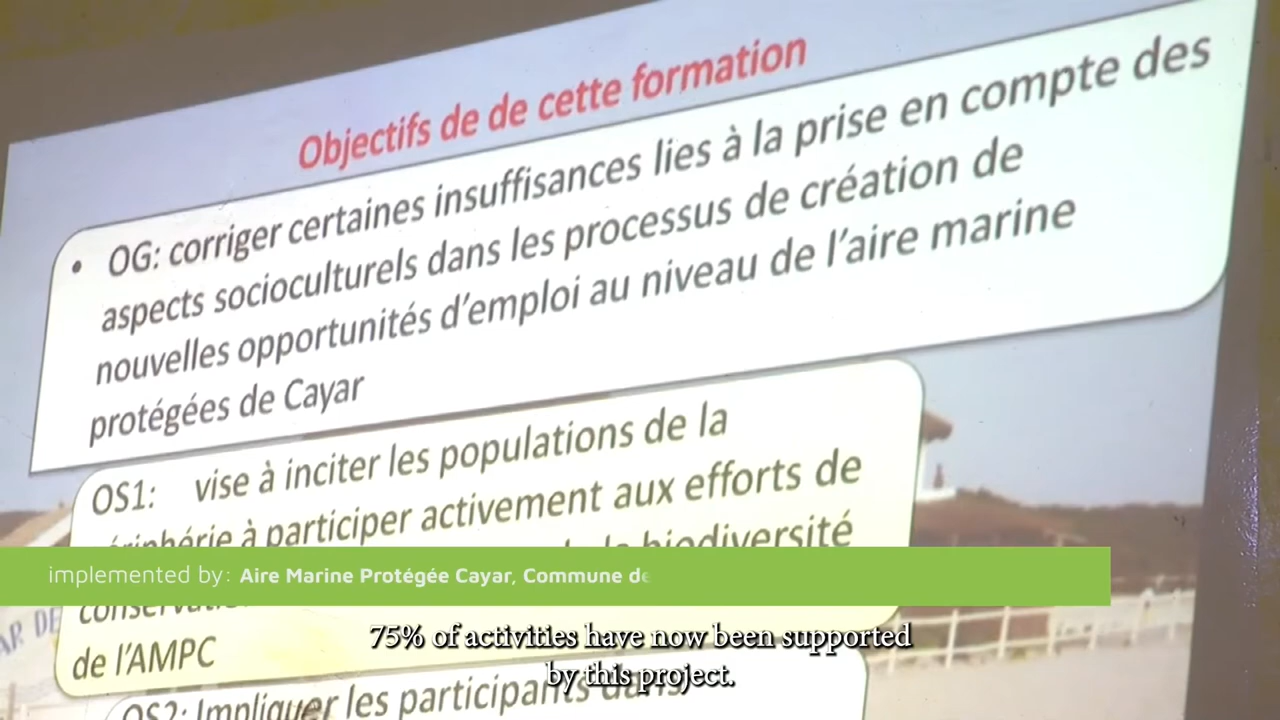 Objectifs de de cette formation
• OG: corriger certaines insuffisances lies à la prise en compte des
aspects socioculturels dans les processus de création de
nouvelles opportunités d'emploi au niveau de l'aire marine
protégées de Cayar
OS1: vise à inciter les populations de la
à participer activement aux efforts de
biodiversité
implemented by: Aire Marine Protégée Cayar, Commune de
de l'AMPC
75% of activities have now been supported
by this project.
OS2: Impliquer les participants dans